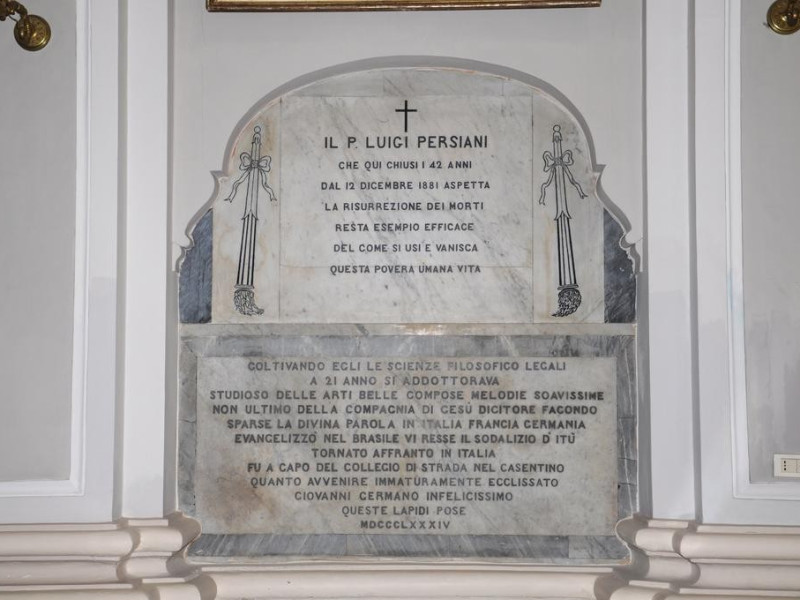 IL P. LUIGI PERSIANI
CHE QUI CHIUSI I 42 ANNI
DAL 12 DICEMBRE 1881 ASPETTA
LA RISURREZIONE DEI MORTI
RESTA ESEMPIO EFFICACE
DEL COME SI USI E VANISCA
QUESTA POVERA UMANA VITA
COLTIVANDO EGLI LE SCIENZE FILOSOFICO LEGALI
A 21 ANNO SI ADDOTTORAVA
STUDIOSO DELLE ARTI BELLE COMPOSE MELODIE SOAVISSIME
NON ULTIMO DELLA COMPAGNIA DI GESÙ DICITORE FACONDO
SPARSE LA DIVINA PAROLA IN ITALIA FRANCIA GERMANIA
EVANGELIZZO' NEL BRASILE VI RESSE IL SODALIZIO D' ITÙ
TORNATO AFFRANTO IN ITALIA
FU A CAPO DEL COLLEGIO DI STRADA NEL CASENTINO
QUANTO AVVENIRE IMMATURAMENTE ECCLISSATO
GIOVANNI GERMANO INFELICISSIMO
QUESTE LAPIDI POSE
MDCCCLXXXIV